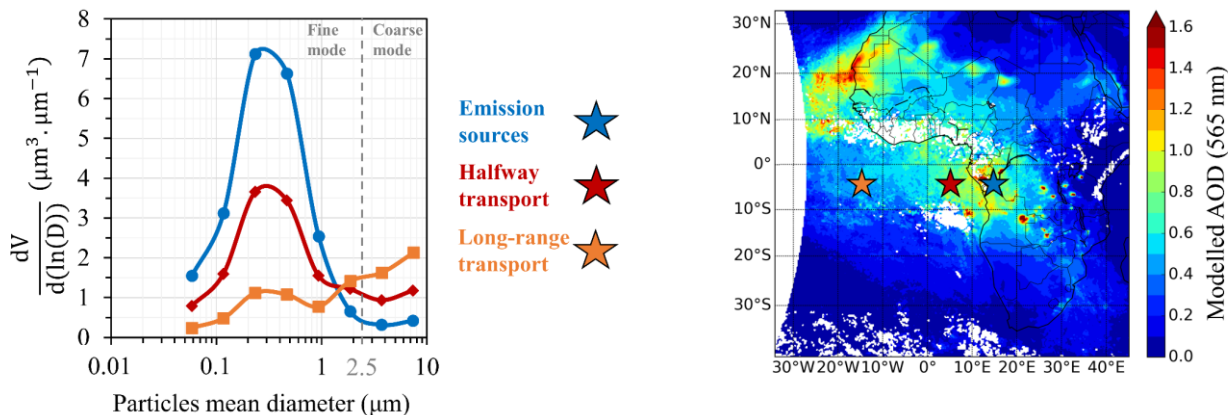 8
7
6
5
4
3
2
1
0
dV
d(ln(D))
(μm³ . μm⁻¹)
Fine
mode
Coarse
mode
0.01
0.1
1
2.5
10
Particles mean diameter (μm)
Emission
sources
Halfway
transport
Long-range
transport
30°N
20°N
10°N
0°
10°S
20°S
30°S
30°W 20°W 10°W 0° 10°E 20°E 30°E 40°E
1.6
1.4
1.2
1.0
0.8
0.6
0.4
0.2
0.0
Modelled AOD (565 nm)